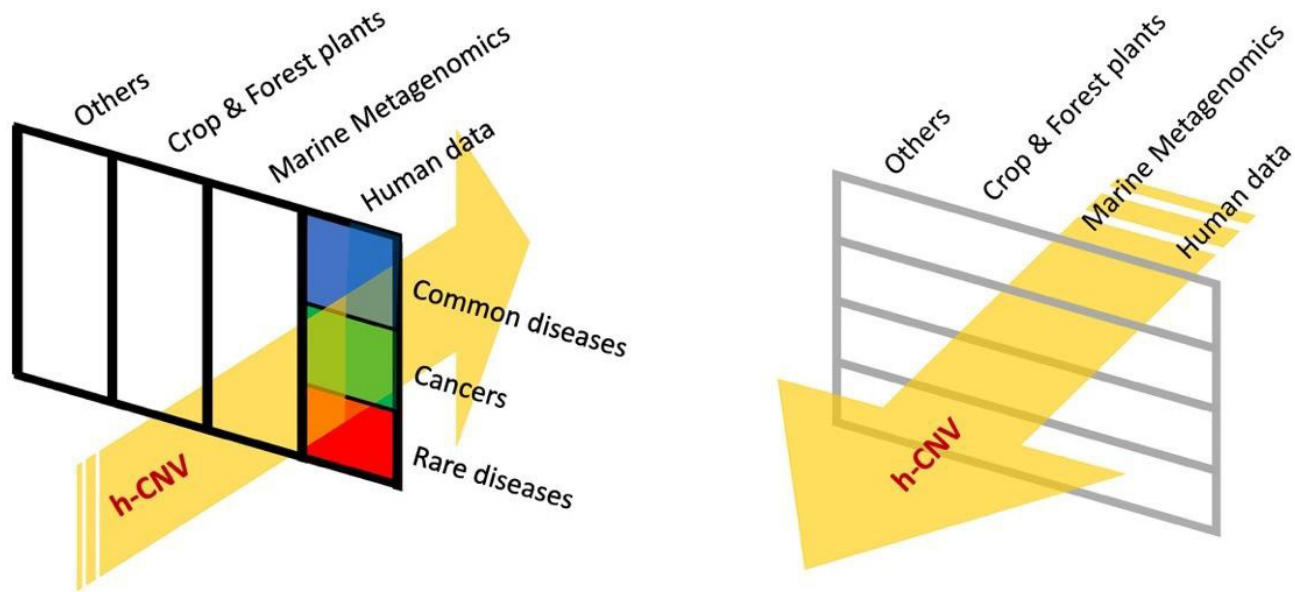 Others
Crop & Forest plants
Marine Metagenomics
Human data
Common diseases
Cancers
Rare diseases
h-CNV
Others
Crop & Forest plants
Marine Metagenomics
Human data
h-CNV